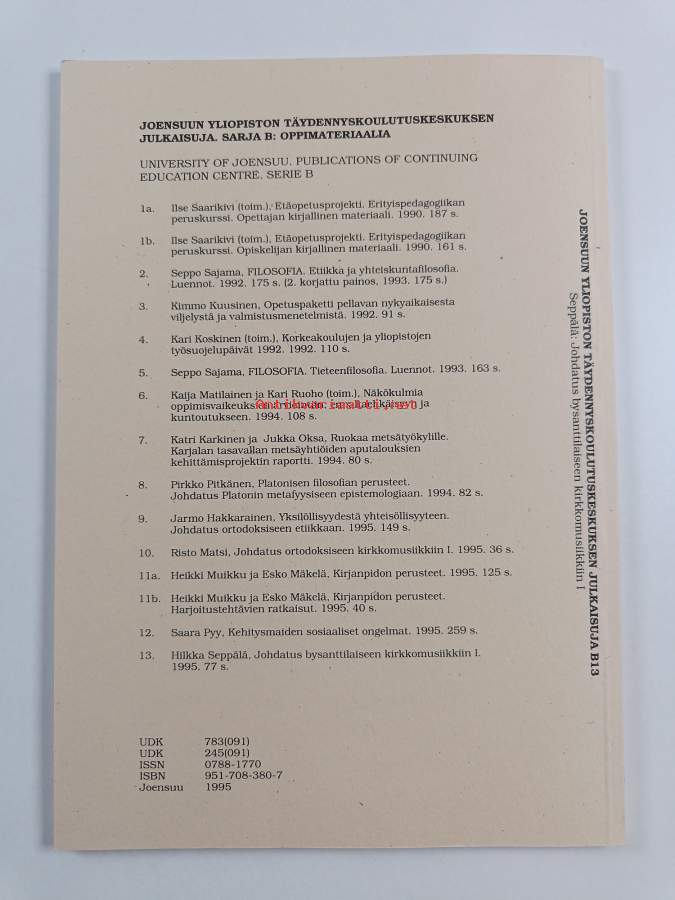 JOENSUUN YLIOPISTON TÄYDENNYSKOULUTUSKESKUKSEN
JULKAISUJA. SARJA B: OPPIMATERIAALIA
UNIVERSITY OF JOENSUU. PUBLICATIONS OF CONTINUING
EDUCATION CENTRE. SERIE B
1a. Ilse Saarikivi (toim.), Etäopetusprojekti. Erityispedagogiikan
peruskurssi. Opettajan kirjallinen materiaali. 1990. 187 s.
1b. Ilse Saarikivi (toim.), Etäopetusprojekti. Erityispedagogiikan
peruskurssi. Opiskelijan kirjallinen materiaali. 1990. 161 s.
2. Seppo Sajama, FILOSOFIA. Etiikka ja yhteiskuntafilosofia.
Luennot. 1992. 175 s. (2. korjattu painos, 1993. 175 s.)
3. Kimmo Kuusinen, Opetuspaketti pellavan nykyaikaisesta
viljelystä ja valmistusmenetelmistä. 1992. 91 s.
4. Kari Koskinen (toim.), Korkeakoulujen ja yliopistojen
työsuojelupäivät 1992. 1992. 110 s.
5. Seppo Sajama, FILOSOFIA. Tieteenfilosofia. Luennot. 1993. 163 s.
6. Kaija Matilainen ja Kari Ruoho (toim.), Näkökulmia
ja
kuntoutukseen. 1994. 108 s.
7. Katri Karkinen ja Jukka Oksa, Ruokaa metsätyökylille.
Karjalan tasavallan metsäyhtiöiden aputalouksien
kehittämisprojektin raportti. 1994. 80 s.
8. Pirkko Pitkänen, Platonisen filosofian perusteet.
Johdatus Platonin metafyysiseen epistemologiaan. 1994. 82 s.
9. Jarmo Hakkarainen, Yksilöllisyydestä yhteisöllisyyteen.
Johdatus ortodoksiseen etiikkaan. 1995. 149 s.
10. Risto Matsi, Johdatus ortodoksiseen kirkkomusiikkiin I. 1995. 36 s.
11a. Heikki Muikku ja Esko Mäkelä, Kirjanpidon perusteet. 1995. 125 s.
11b. Heikki Muikku ja Esko Mäkelä, Kirjanpidon perusteet.
Harjoitustehtävien ratkaisut. 1995. 40 s.
12. Saara Pyy, Kehitysmaiden sosiaaliset ongelmat. 1995. 259 s.
13. Hilkka Seppälä, Johdatus bysanttilaiseen kirkkomusiikkiin I.
1995. 77 s.
UDK 783(091)
UDK 245(091)
ISSN 0788-1770
ISBN 951-708-380-7
Joensuu 1995
JOENSUUN YLIOPISTON TÄYDENNYSKOULUTUSKESKUKSEN JULKAISUJA B13
Seppälä: Johdatus bysanttilaiseen kirkkomusiikkiin I